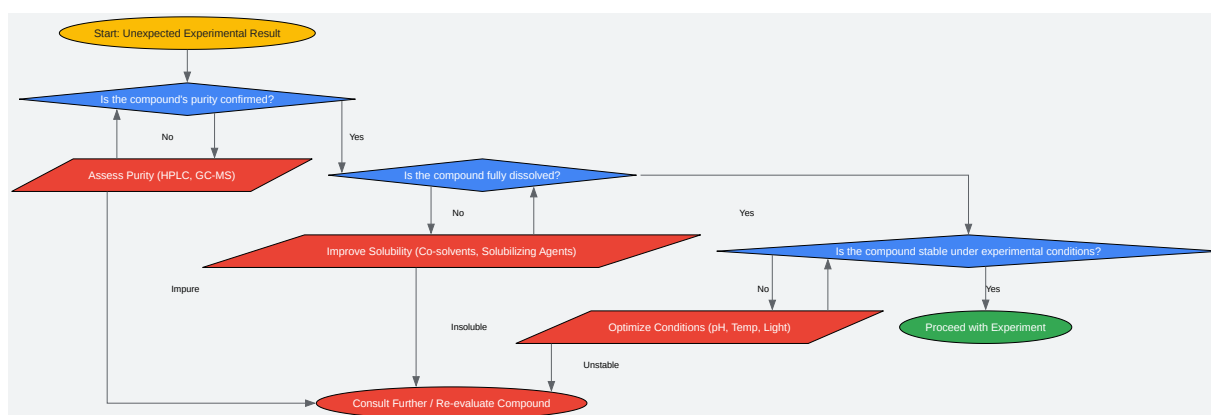 Start: Unexpected Experimental Result
Is the compound's purity confirmed?
No
Yes
Assess Purity (HPLC, GC-MS)
Is the compound fully dissolved?
No
Yes
Improve Solubility (Co-solvents, Solubilizing Agents)
Is the compound stable under experimental conditions?
Impure
No
Yes
Insoluble
Optimize Conditions (pH, Temp, Light)
Proceed with Experiment
Unstable
Consult Further / Re-evaluate Compound